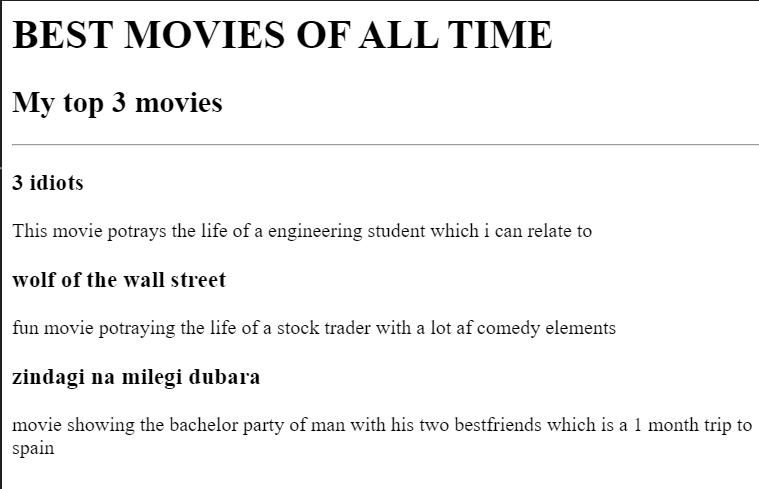 BEST MOVIES OF ALL TIME
My top 3 movies
3 idiots
This movie potrays the life of a engineering student which i can relate to
wolf of the wall street
fun movie potraying the life of a stock trader with a lot af comedy elements
zindagi na milegi dubara
movie showing the bachelor party of man with his two bestfriends which is a 1 month trip to
spain